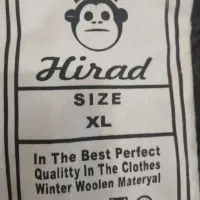 Hirad
SIZE
XL
In The Best Perfect
Qualitty In The Clothes
Winter Woolen Materyal